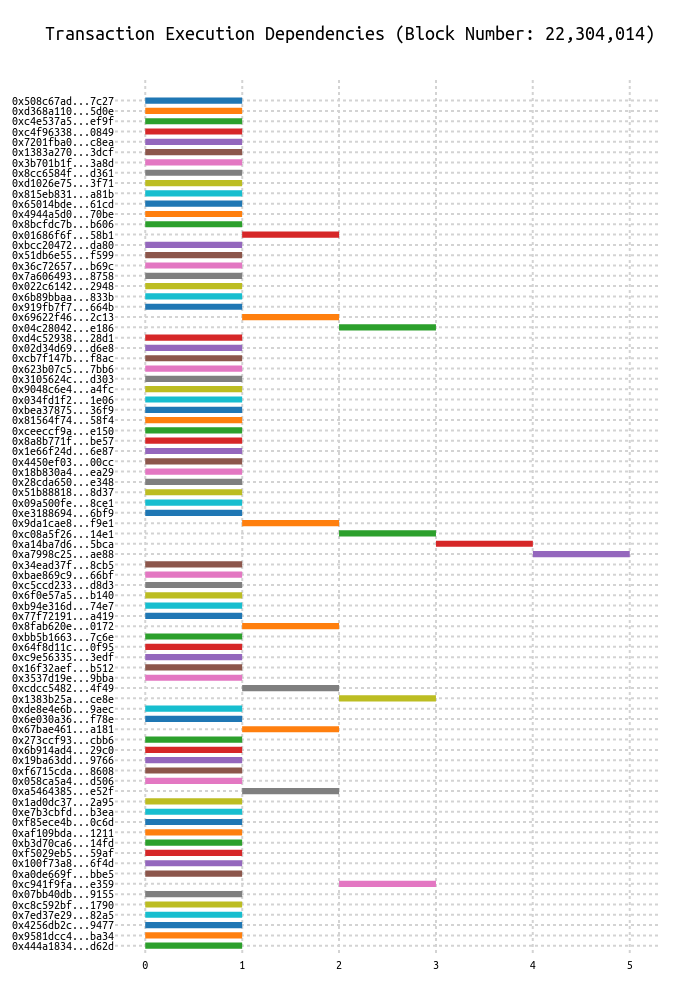 Transaction Execution Dependencies (Block Number: 22,304,014)
0x508c67ad...7c27
0xd368a110...5d0e
0xc4e537a5...ef9f
0xc4f96338...0849
0x7201fba0...c8ea
0x1383a270...3dcf
0x3b701b1f...3a8d
0x8cc6584f...d361
0xd1026e75...3f71
0x815eb831...a81b
0x65014bde...61cd
0x4944a5d0...70be
0x8bcfdc7b...b606
0x01686f6f...58b1
0xbcc20472...da80
0x51db6e55...f599
0x36c72657...b69c
0x7a606493...8758
0x022c6142...2948
0x6b89bbaa...833b
0x919fb7f7...664b
0x69622f46...2c13
0x04c28042...e186
0xd4c52938...28d1
0x02d34d69...d6e8
0xcb7f147b...f8ac
0x623b07c5...7bb6
0x3105624c...d303
0x9048c6e4...a4fc
0x034fd1f2...1e06
0xbea37875...36f9
0x81564f74...58f4
0xceeccf9a...e150
0x8a8b771f...be57
0x1e66f24d...6e87
0x4450ef03...00cc
0x18b830a4...ea29
0x28cda650...e348
0x51b88818...8d37
0x09a500fe...8ce1
0xe3188694...6bf9
0x9da1cae8...f9e1
0xc08a5f26...14e1
0xa14ba7d6...5bca
0xa7998c25...ae88
0x34ead37f...8cb5
0xbae869c9...66bf
0xc5ccd233...d8d3
0x6f0e57a5...b140
0xb94e316d...74e7
0x77f72191...a419
0x8fab620e...0172
0xbb5b1663...7c6e
0x64f8d11c...0f95
0xc9e56335...3edf
0x16f32aef...b512
0x3537d19e...9bba
0xcdcc5482...4f49
0x1383b25a...ce8e
0xde8e4e6b...9aec
0x6e030a36...f78e
0x67bae461...a181
0x273ccf93...cbb6
0x6b914ad4...29c0
0x19ba63dd...9766
0xf6715cda...8608
0x058ca5a4...d506
0xa5464385...e52f
0x1ad0dc37...2a95
0xe7b3cbfd...b3ea
0xf85ece4b...0c6d
0xaf109bda...1211
0xb3d70ca6...14fd
0xf5029eb5...59af
0x100f73a8...6f4d
0xa0de669f...bbe5
0xc941f9fa...e359
0x07bb40db...9155
0xc8c592bf...1790
0x7ed37e29...82a5
0x4256db2c...9477
0x9581dcc4...ba34
0x444a1834...d62d
0 1 2 3 4 5